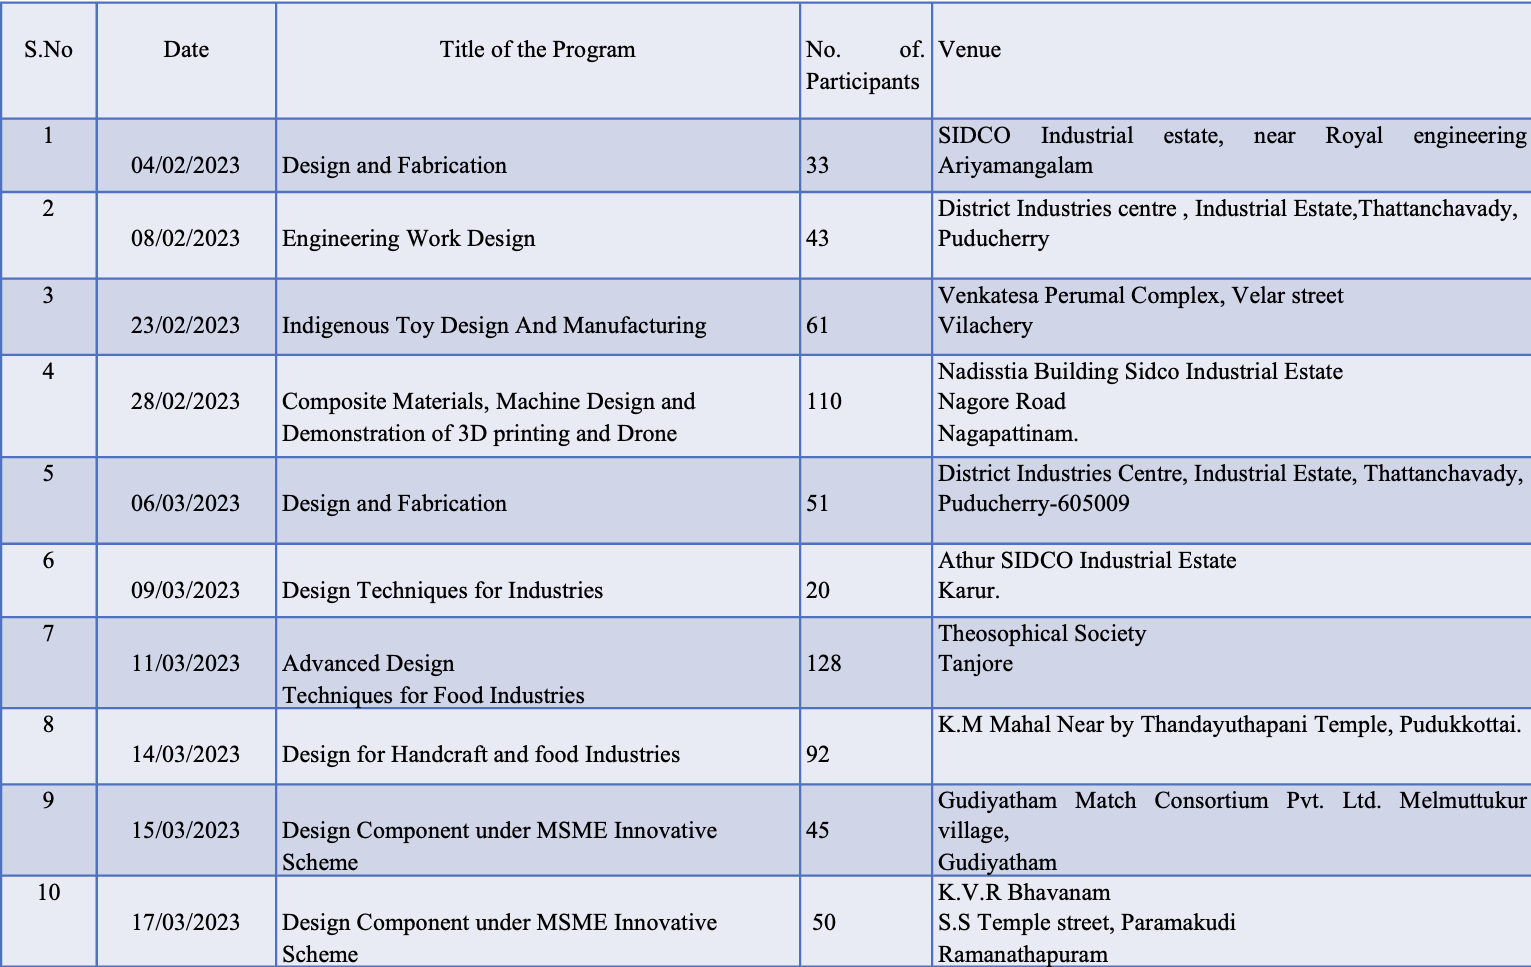 S.No Date Title of the Program No. of. Venue
Participants
1 SIDCO Industrial estate, near Royal engineering
04/02/2023 Design and Fabrication 33 Ariyamangalam
2 District Industries centre , Industrial Estate,Thattanchavady,
08/02/2023 Engineering Work Design 43 Puducherry
3 Venkatesa Perumal Complex, Velar street
23/02/2023 Indigenous Toy Design And Manufacturing 61 Vilachery
4 Nadisstia Building Sidco Industrial Estate
28/02/2023 Composite Materials, Machine Design and 110 Nagore Road
Demonstration of 3D printing and Drone Nagapattinam.
5 District Industries Centre, Industrial Estate, Thattanchavady,
06/03/2023 Design and Fabrication 51 Puducherry-605009
6 Athur SIDCO Industrial Estate
09/03/2023 Design Techniques for Industries 20 Karur.
7 Theosophical Society
11/03/2023 Advanced Design 128 Tanjore
Techniques for Food Industries
8 K.M Mahal Near by Thandayuthapani Temple, Pudukkottai.
14/03/2023 Design for Handcraft and food Industries 92
9 Gudiyatham Match Consortium Pvt. Ltd. Melmuttukur
15/03/2023 Design Component under MSME Innovative 45 village,
Scheme Gudiyatham
10 K.V.R Bhavanam
17/03/2023 Design Component under MSME Innovative 50 S.S Temple street, Paramakudi
Scheme Ramanathapuram